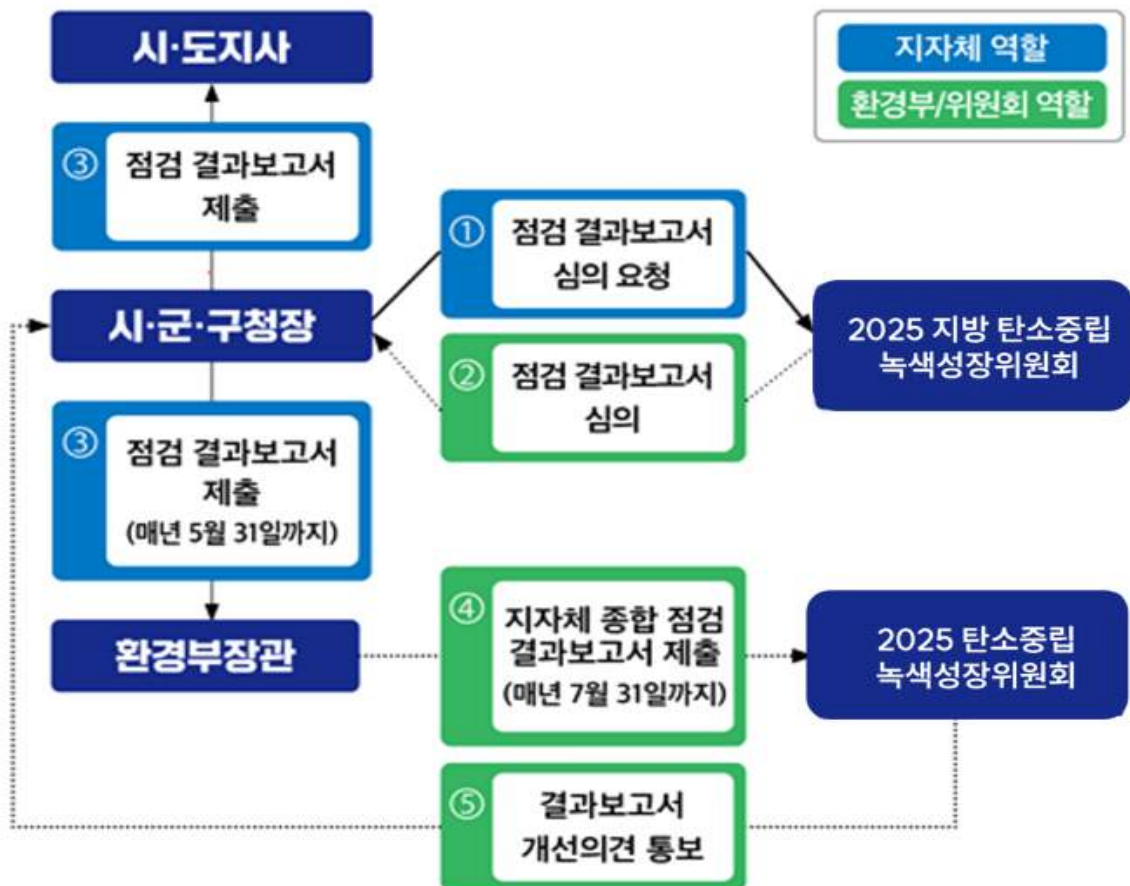 시·도지사
지자체 역할
환경부/위원회 역할
③
점검 결과보고서
제출
①
점검 결과보고서
심의 요청
시·군·구청장
2025 지방 탄소중립
녹색성장위원회
②
점검 결과보고서
심의
③
점검 결과보고서
제출
(매년 5월 31일까지)
환경부장관
④
지자체 종합 점검
결과보고서 제출
(매년 7월 31일까지)
2025 탄소중립
녹색성장위원회
⑤
결과보고서
개선의견 통보